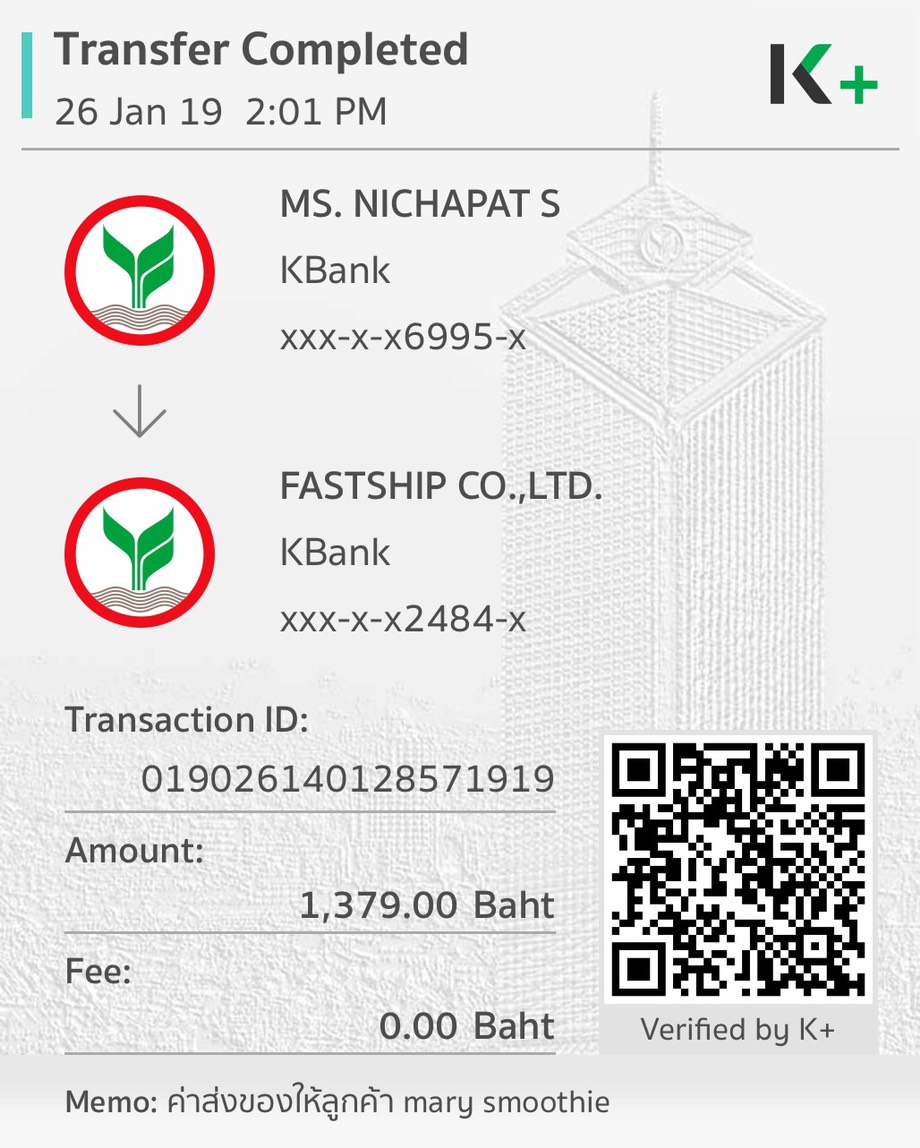 Transfer Completed
26 Jan 19 2:01 PM
K+
MS. NICHAPAT S
KBank
xxx-x-x6995-x
FASTSHIP CO.,LTD.
KBank
xxx-x-x2484-x
Transaction ID:
019026140128571919
Amount:
1,379.00 Baht
Fee:
0.00 Baht
Verified by K+
Memo: ค่าส่งของให้ลูกค้า mary smoothie